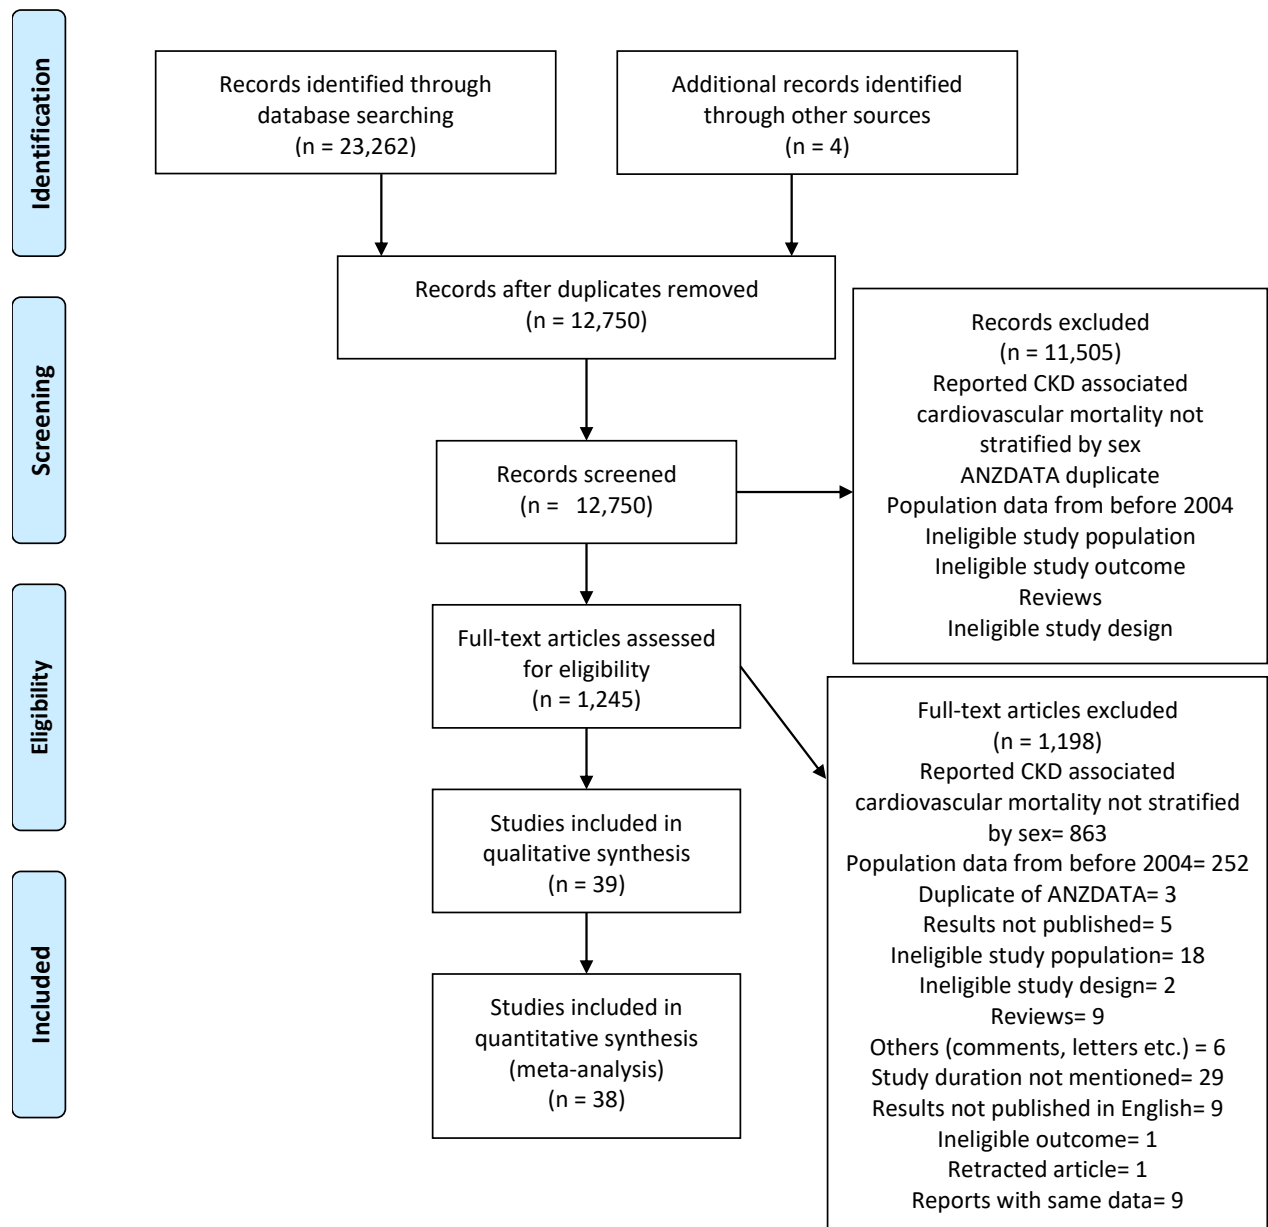 Identification
Records identified through
database searching
(n = 23,262)
Additional records identified
through other sources
(n = 4)
Records after duplicates removed
(n = 12,750)
Screening
Records screened
(n =   12,750)
Records excluded
(n = 11,505)
Reported CKD associated
cardiovascular mortality not
stratified by sex
ANZDATA duplicate
Population data from before 2004
Ineligible study population
Ineligible study outcome
Reviews
Ineligible study design
Eligibility
Full-text articles assessed
for eligibility
(n = 1,245)
Full-text articles excluded
(n = 1,198)
Reported CKD associated
cardiovascular mortality not stratified
by sex= 863
Population data from before 2004= 252
Duplicate of ANZDATA= 3
Results not published= 5
Ineligible study population= 18
Ineligible study design= 2
Reviews= 9
Others (comments, letters etc.) = 6
Study duration not mentioned= 29
Results not published in English= 9
Ineligible outcome= 1
Retracted article= 1
Reports with same data= 9
Studies included in
qualitative synthesis
(n = 39)
Included
Studies included in
quantitative synthesis
(meta-analysis)
(n = 38)